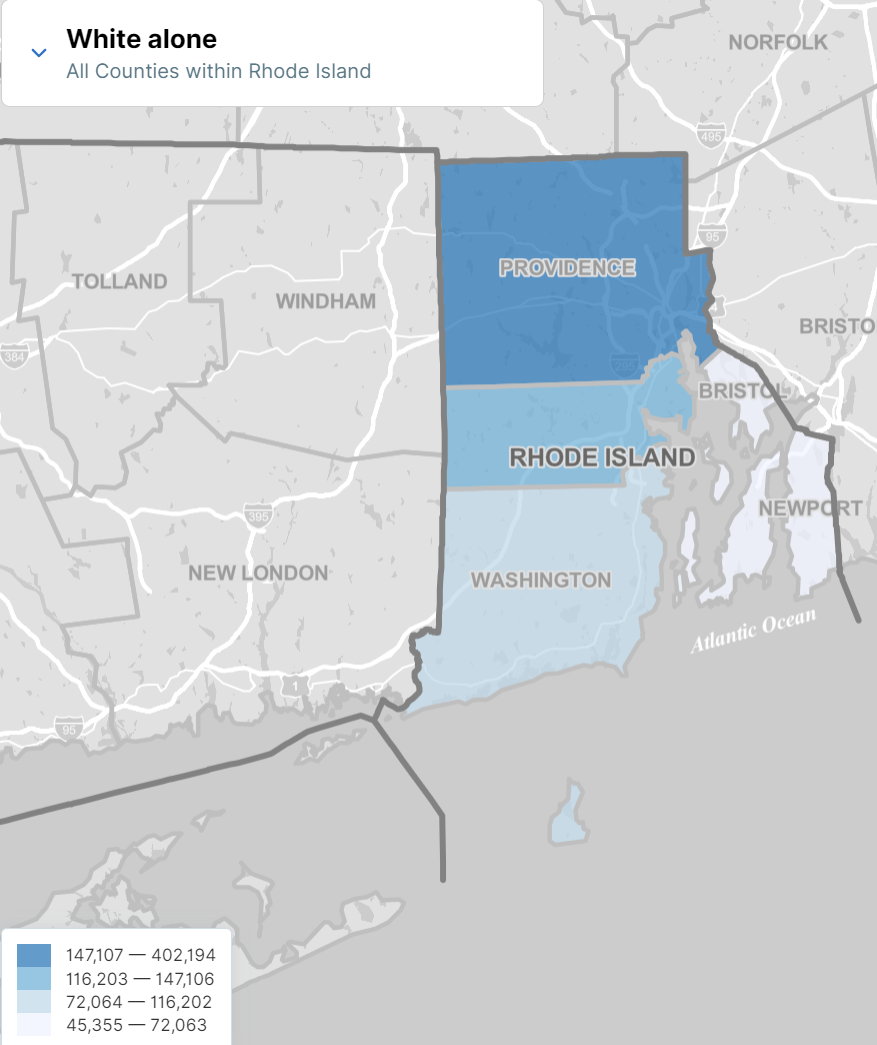 White alone
All Counties within Rhode Island
NORFOLK
495
95
PROVIDENCE
TOLLAND
WINDHAM
BRISTO
384
BRISTOL
RHODE ISLAND
NEWPORT
395
NEW LONDON
WASHINGTON
Atlantic Ocean
1
95
147,107 — 402,194
116,203 — 147,106
72,064 — 116,202
45,355 — 72,063